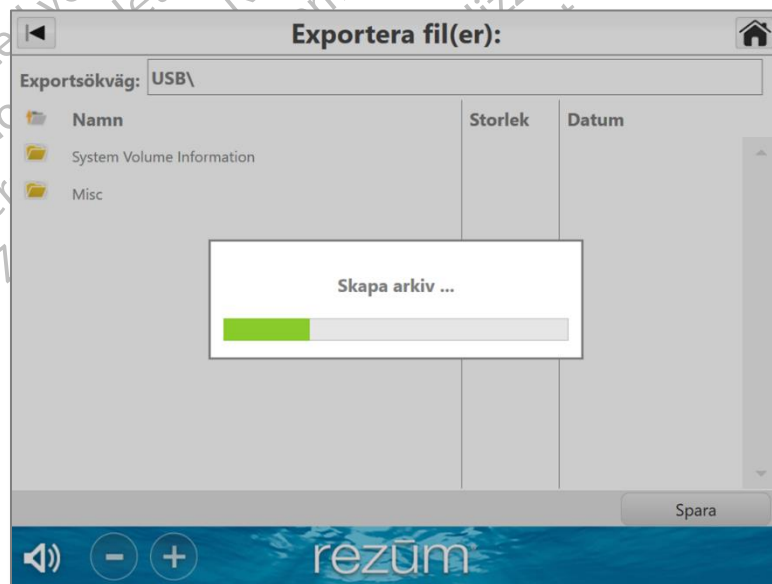 Exportera fil(er):
Exportsökväg: USB\
Namn Storlek Datum
System Volume Information
Misc
Skapa arkiv ...
Spara
rezūm